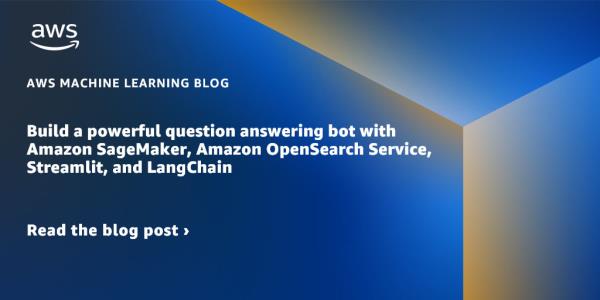 aws
AWS MACHINE LEARNING BLOG
Build a powerful question answering bot with
Amazon SageMaker, Amazon OpenSearch Service,
Streamlit, and LangChain
Read the blog post ›